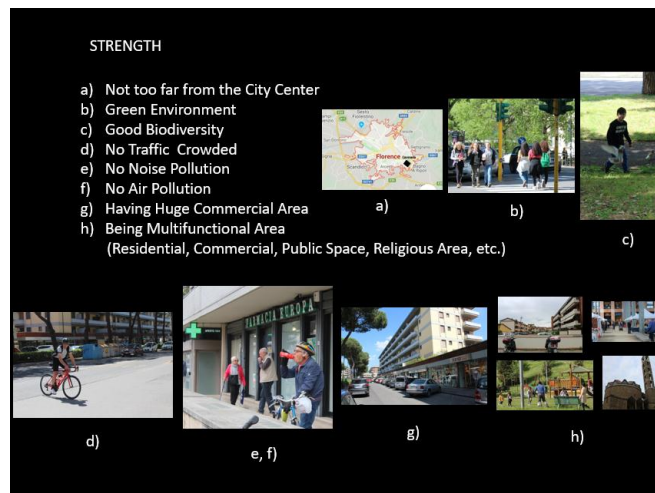 STRENGTH
a) Not too far from the City Center
b) Green Environment
c) Good Biodiversity
d) No Traffic Crowded
e) No Noise Pollution
f) No Air Pollution
g) Having Huge Commercial Area
h) Being Multifunctional Area
(Residential, Commercial, Public Space, Religious Area, etc.)
Florence
a)
b)
c)
FARMACIA EUROPA
d)
e, f)
g)
h)